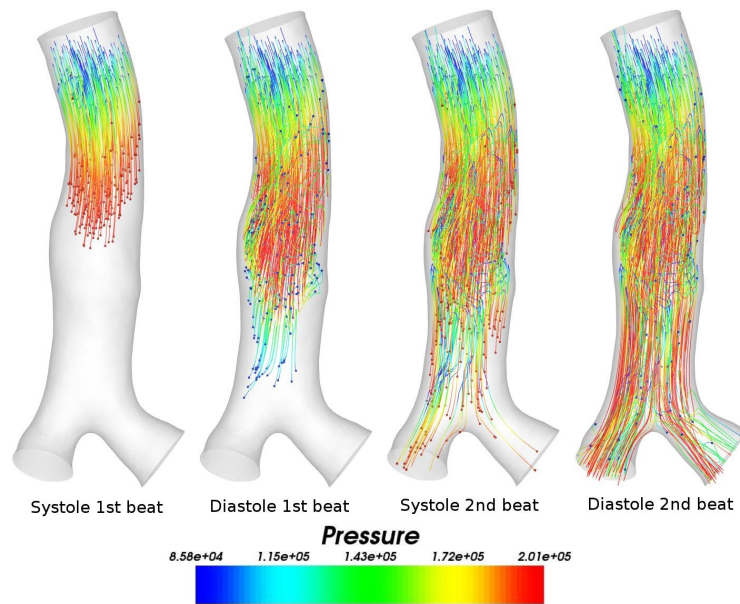 Systole 1st beat
Diastole 1st beat
Systole 2nd beat
Diastole 2nd beat
Pressure
8.58e+04 1.15e+05 1.43e+05 1.72e+05 2.01e+05